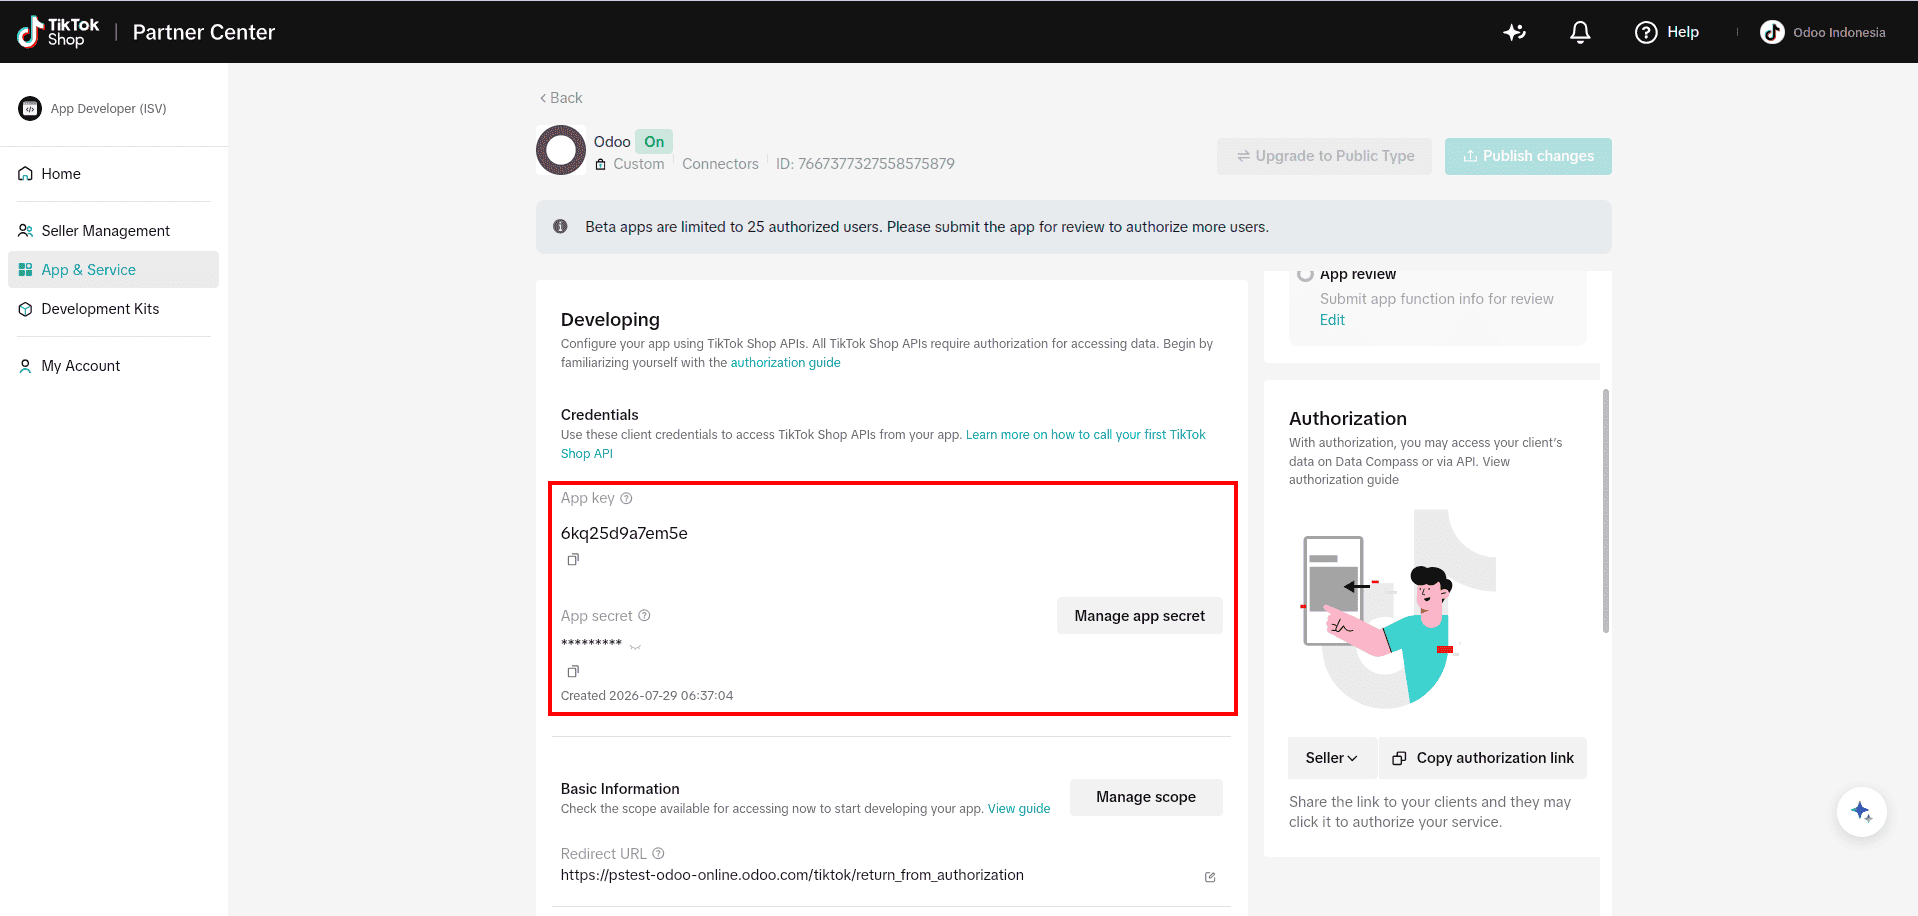 TikTok Shop | Partner Center
Help
Odoo Indonesia
App Developer (ISV)
Home
Seller Management
App & Service
Development Kits
My Account
Back
Odoo On
Custom Connectors ID: 7667377327558575879
Upgrade to Public Type
Publish changes
Beta apps are limited to 25 authorized users. Please submit the app for review to authorize more users.
Developing
Configure your app using TikTok Shop APIs. All TikTok Shop APIs require authorization for accessing data. Begin by
familiarizing yourself with the authorization guide
Credentials
Use these client credentials to access TikTok Shop APIs from your app. Learn more on how to call your first TikTok
Shop API
App key
6kq25d9a7em5e
App secret
*********
Manage app secret
Created 2026-07-29 06:37:04
Basic Information
Check the scope available for accessing now to start developing your app. View guide
Manage scope
Redirect URL
https://pstest-odoo-online.odoo.com/tiktok/return_from_authorization
App review
Submit app function info for review
Edit
Authorization
With authorization, you may access your client's
data on Data Compass or via API. View
authorization guide
Seller
Copy authorization link
Share the link to your clients and they may
click it to authorize your service.